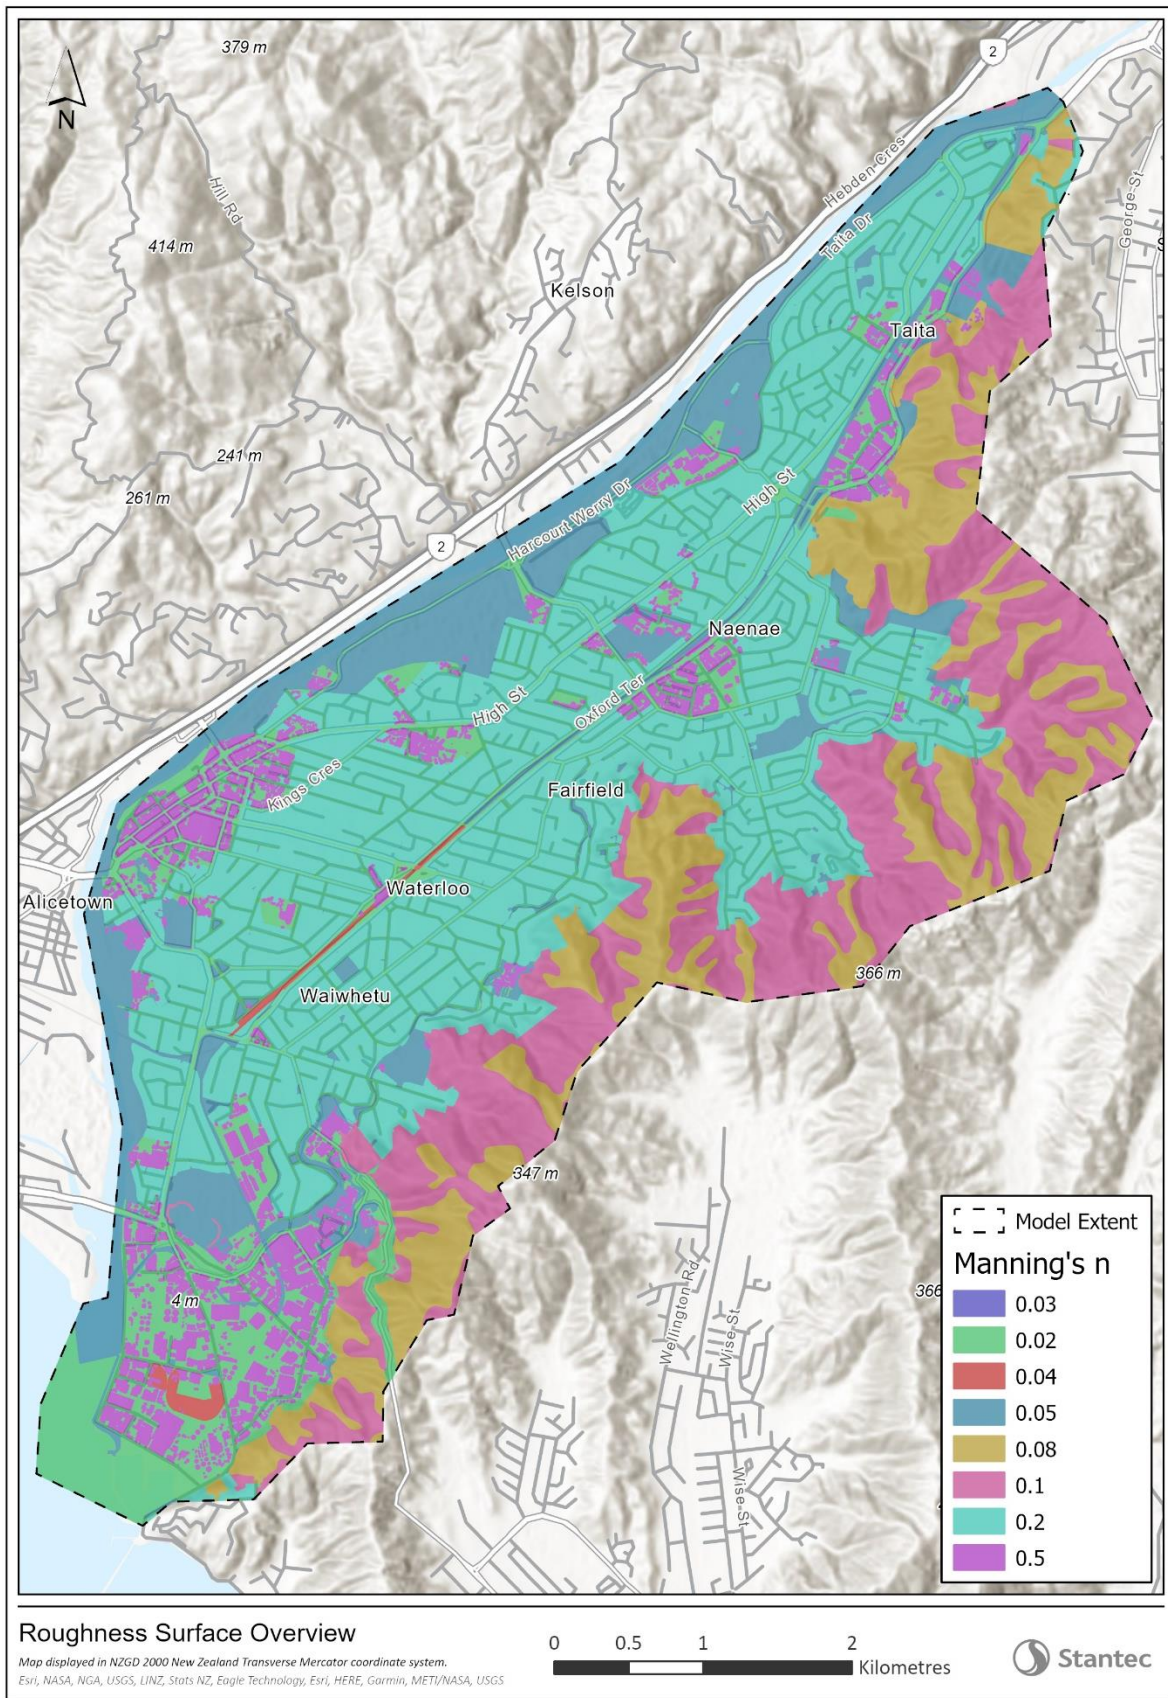 379 m
2
N
Hebden-Cres
Hill Rd
George-St
Taita Dr
414 m
Kelson
Taita
241 m
261 m
High St
Harcourt Werry Dr
2
Naenae
High St
Oxford Ter
Kings Cres
Fairfield
Waterloo
Alicetown
366 m
Waiwhetu
347 m
Wellington-Rd
Wise-St
366
4 m
Wise-St
Model Extent
Manning's n
0.03
0.02
0.04
0.05
0.08
0.1
0.2
0.5
Roughness Surface Overview
Map displayed in NZGD 2000 New Zealand Transverse Mercator coordinate system.
Esri, NASA, NGA, USGS, LINZ, Stats NZ, Eagle Technology, Esri, HERE, Garmin, METI/NASA, USGS
0 0.5 1 2
Kilometres
Stantec